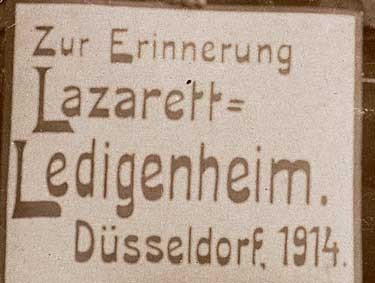 Zur Erinnerung
Lazarett=
Ledigenheim.
Düsseldorf, 1914.